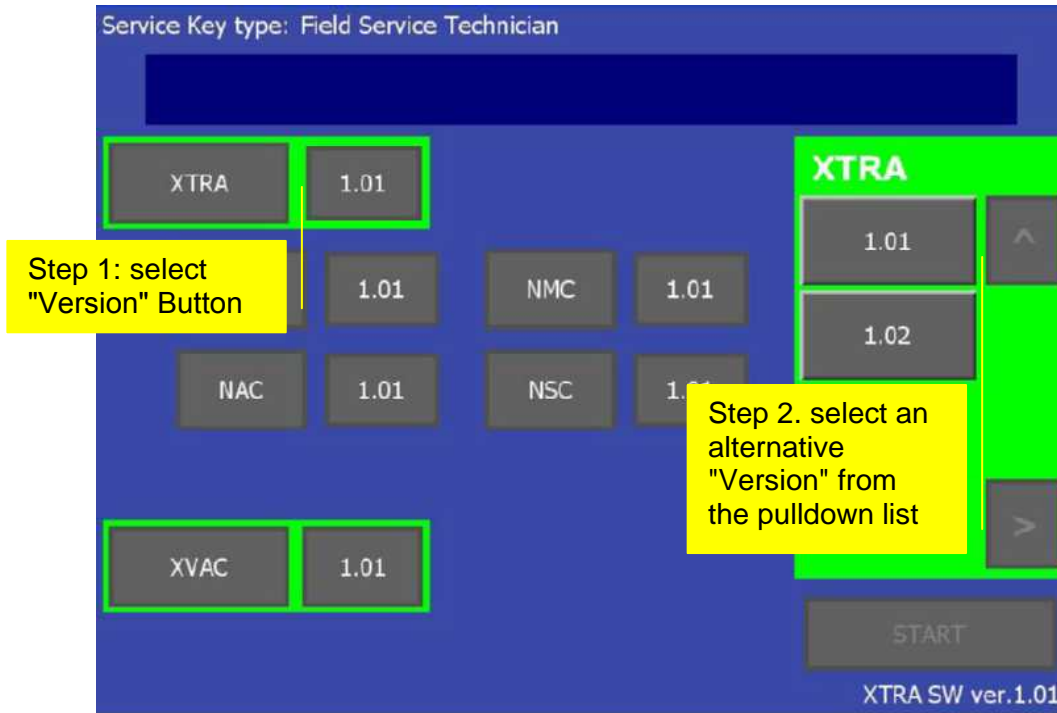 Service Key type: Field Service Technician
XTRA 1.01
XTRA
1.01 ^
Step 1: select
"Version" Button
1.01 NMC 1.01
1.02
NAC 1.01 NSC
Step 2. select an
alternative
"Version" from
the pulldown list
>
XVAC 1.01
START
XTRA SW ver.1.01